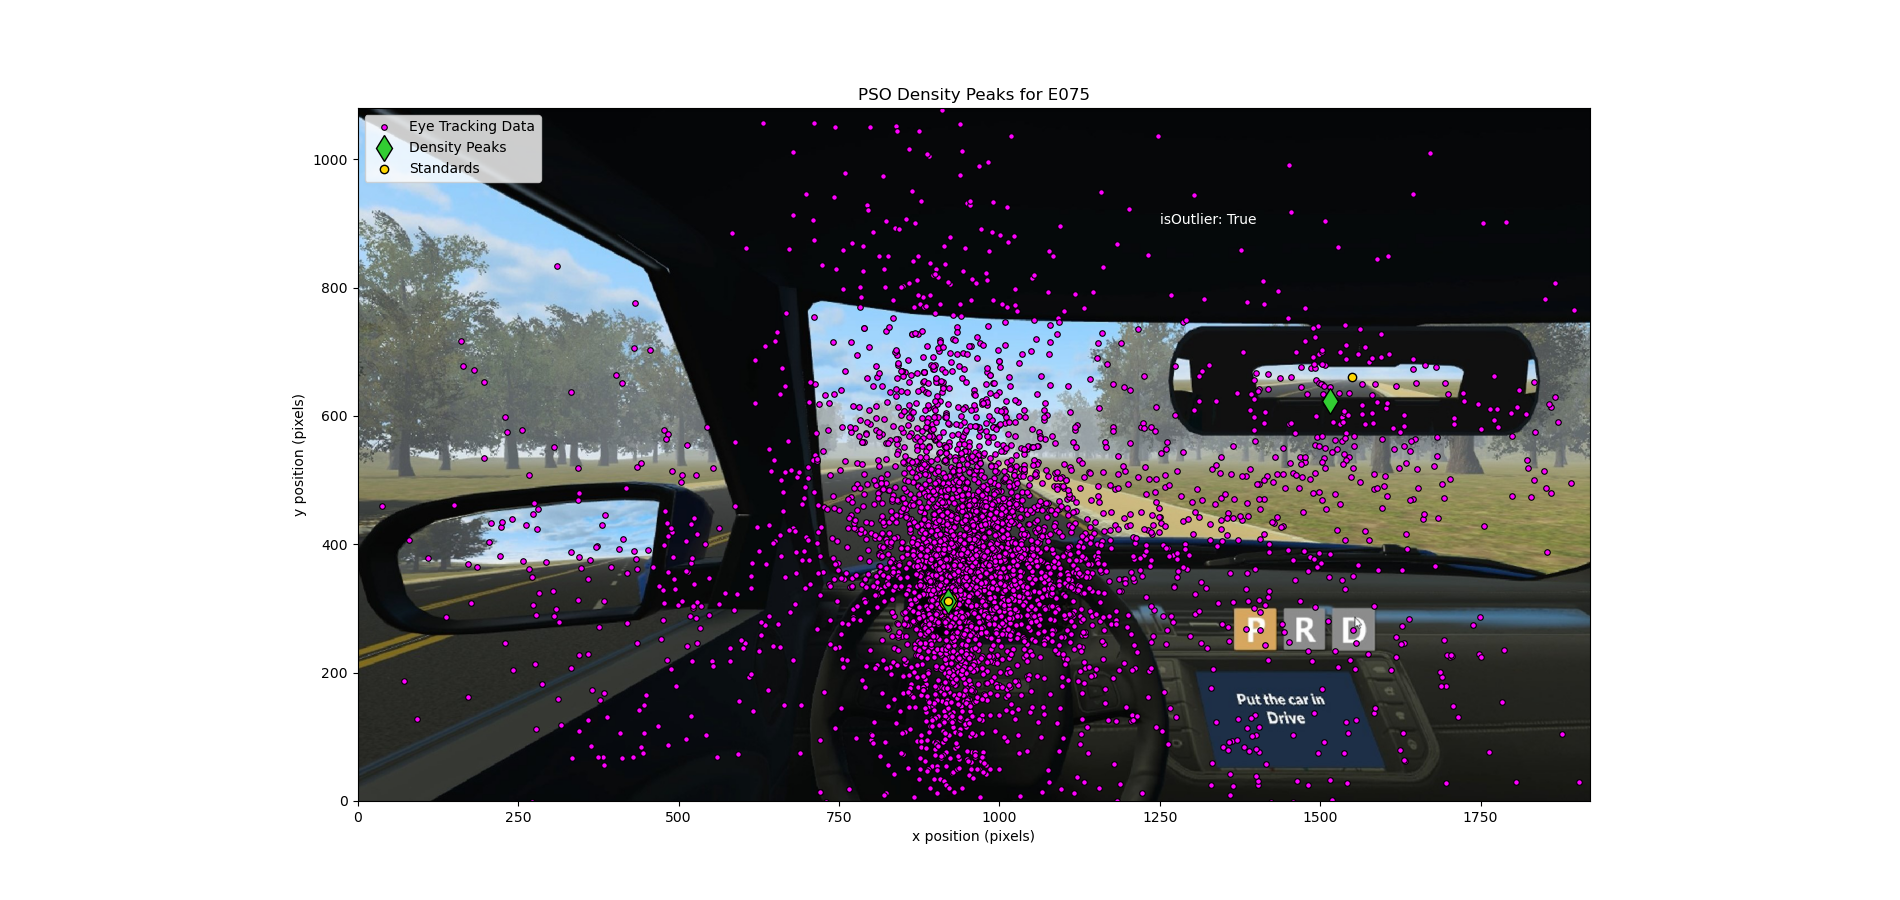 PSO Density Peaks for E075
Eye Tracking Data
Density Peaks
Standards
isOutlier: True
1000
800
600
400
200
0
y position (pixels)
P R D
Put the car in
Drive
0 250 500 750 1000 1250 1500 1750
x position (pixels)